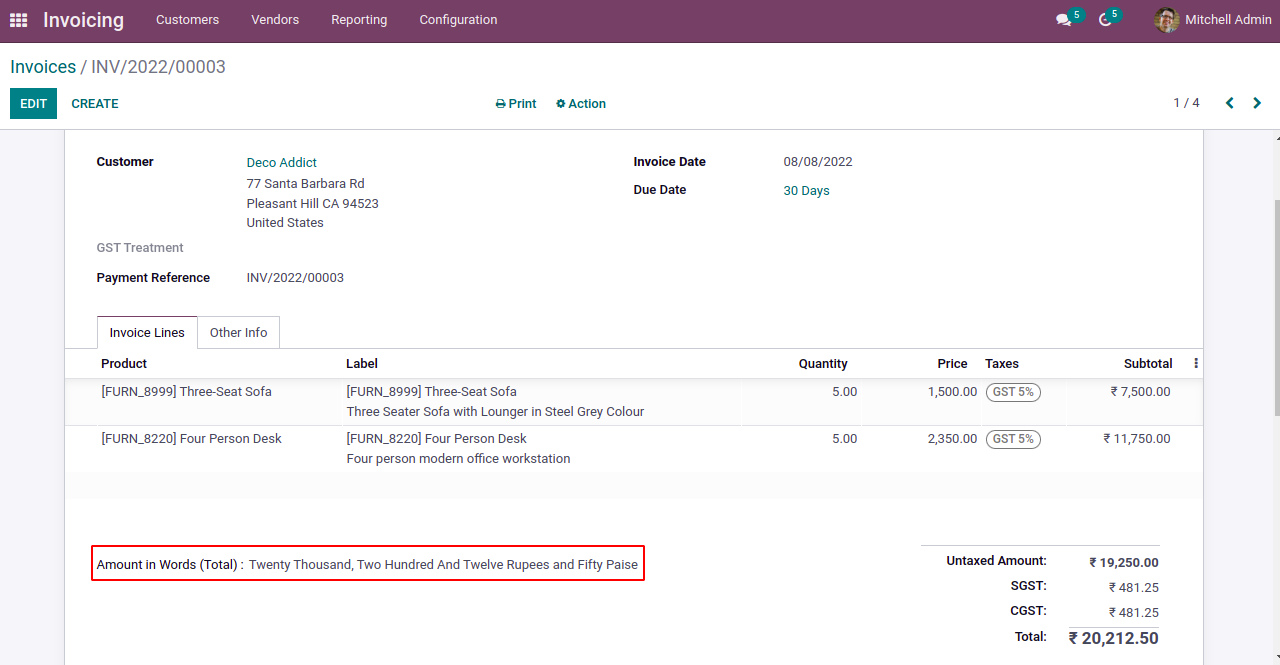 Invoicing Customers Vendors Reporting Configuration 5 5 Mitchell Admin
Invoices / INV/2022/00003
EDIT CREATE Print Action 1 / 4
Customer Deco Addict Invoice Date 08/08/2022
77 Santa Barbara Rd Due Date 30 Days
Pleasant Hill CA 94523
United States
GST Treatment
Payment Reference INV/2022/00003
Invoice Lines Other Info
Product Label Quantity Price Taxes Subtotal
[FURN_8999] Three-Seat Sofa [FURN_8999] Three-Seat Sofa 5.00 1,500.00 GST 5% ₹ 7,500.00
Three Seater Sofa with Lounger in Steel Grey Colour
[FURN_8220] Four Person Desk [FURN_8220] Four Person Desk 5.00 2,350.00 GST 5% ₹ 11,750.00
Four person modern office workstation
Amount in Words (Total) : Twenty Thousand, Two Hundred And Twelve Rupees and Fifty Paise
Untaxed Amount: ₹ 19,250.00
SGST: ₹ 481.25
CGST: ₹ 481.25
Total: ₹ 20,212.50